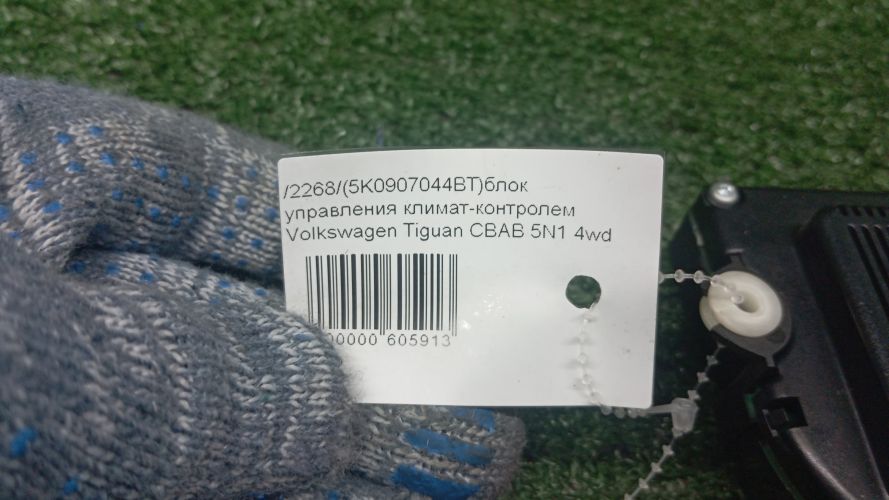 /2268/(5K0907044BT)блок
управления климат-контролем
Volkswagen Tiguan CBAB 5N1 4wd
00000 605913